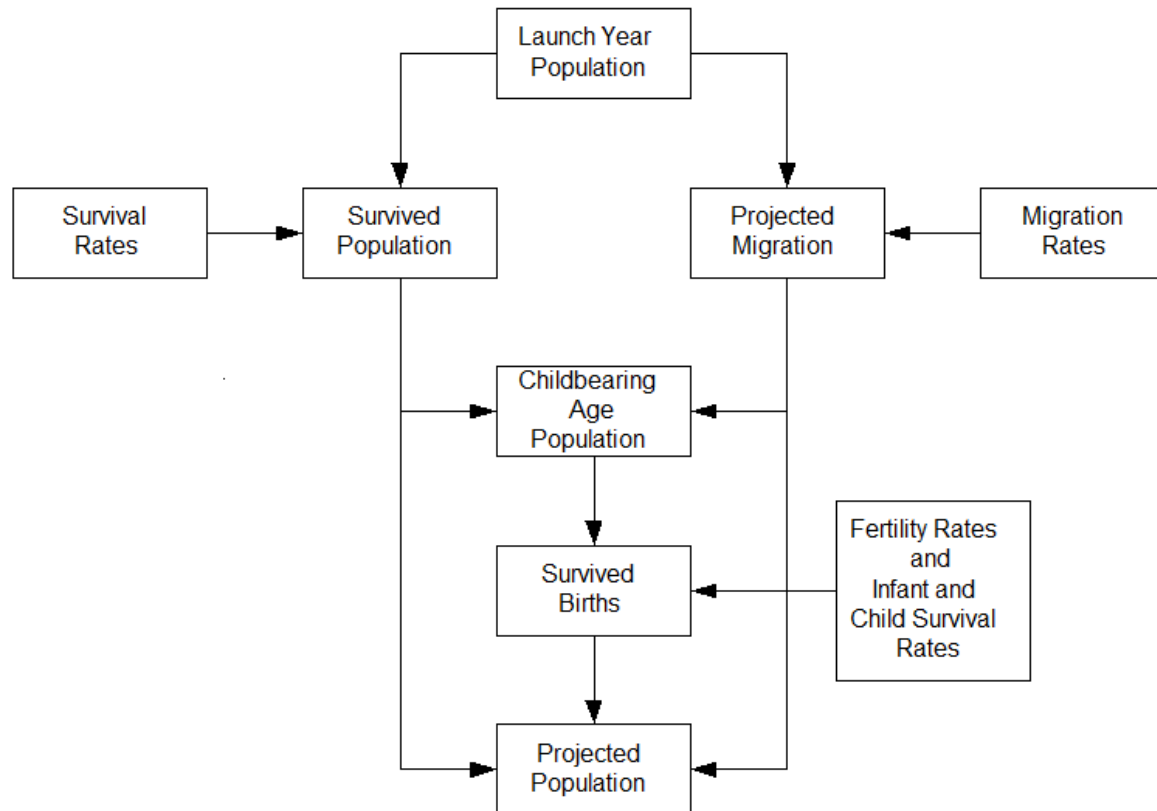 Launch Year
Population
Survival
Rates
Survived
Population
Projected
Migration
Migration
Rates
Childbearing
Age
Population
Fertility Rates
and
Infant and
Child Survival
Rates
Survived
Births
Projected
Population